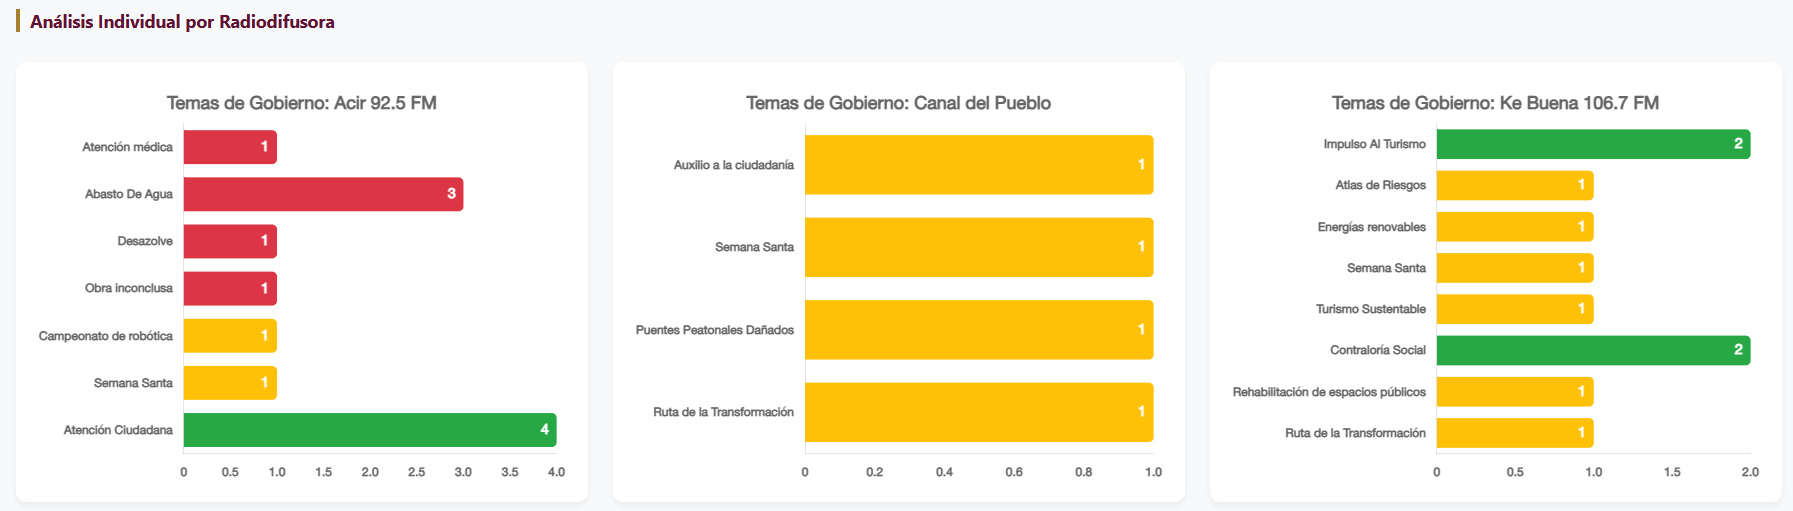 Análisis Individual por Radiodifusora
Temas de Gobierno: Acir 92.5 FM
Atención médica 1
Abasto De Agua 3
Desazolve 1
Obra inconclusa 1
Campeonato de robótica 1
Semana Santa 1
Atención Ciudadana 4
0 0.5 1.0 1.5 2.0 2.5 3.0 3.5 4.0
Temas de Gobierno: Canal del Pueblo
Auxilio a la ciudadanía 1
Semana Santa 1
Puentes Peatonales Dañados 1
Ruta de la Transformación 1
0 0.2 0.4 0.6 0.8 1.0
Temas de Gobierno: Ke Buena 106.7 FM
Impulso Al Turismo 2
Atlas de Riesgos 1
Energías renovables 1
Semana Santa 1
Turismo Sustentable 1
Contraloría Social 2
Rehabilitación de espacios públicos 1
Ruta de la Transformación 1
0 0.5 1.0 1.5 2.0